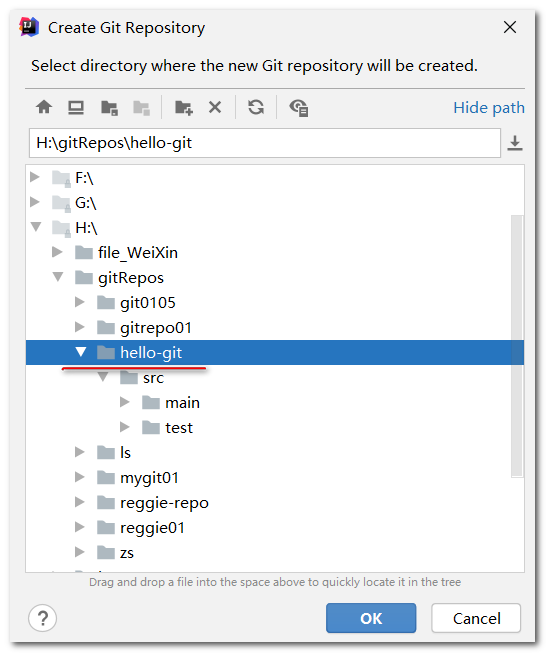 Create Git Repository
Select directory where the new Git repository will be created.
Hide path
H:\gitRepos\hello-git
F:\
G:\
H:\
file_WeiXin
gitRepos
git0105
gitrepo01
hello-git
src
main
test
ls
mygit01
reggie-repo
reggie01
zs
Drag and drop a file into the space above to quickly locate it in the tree
?
OK
Cancel